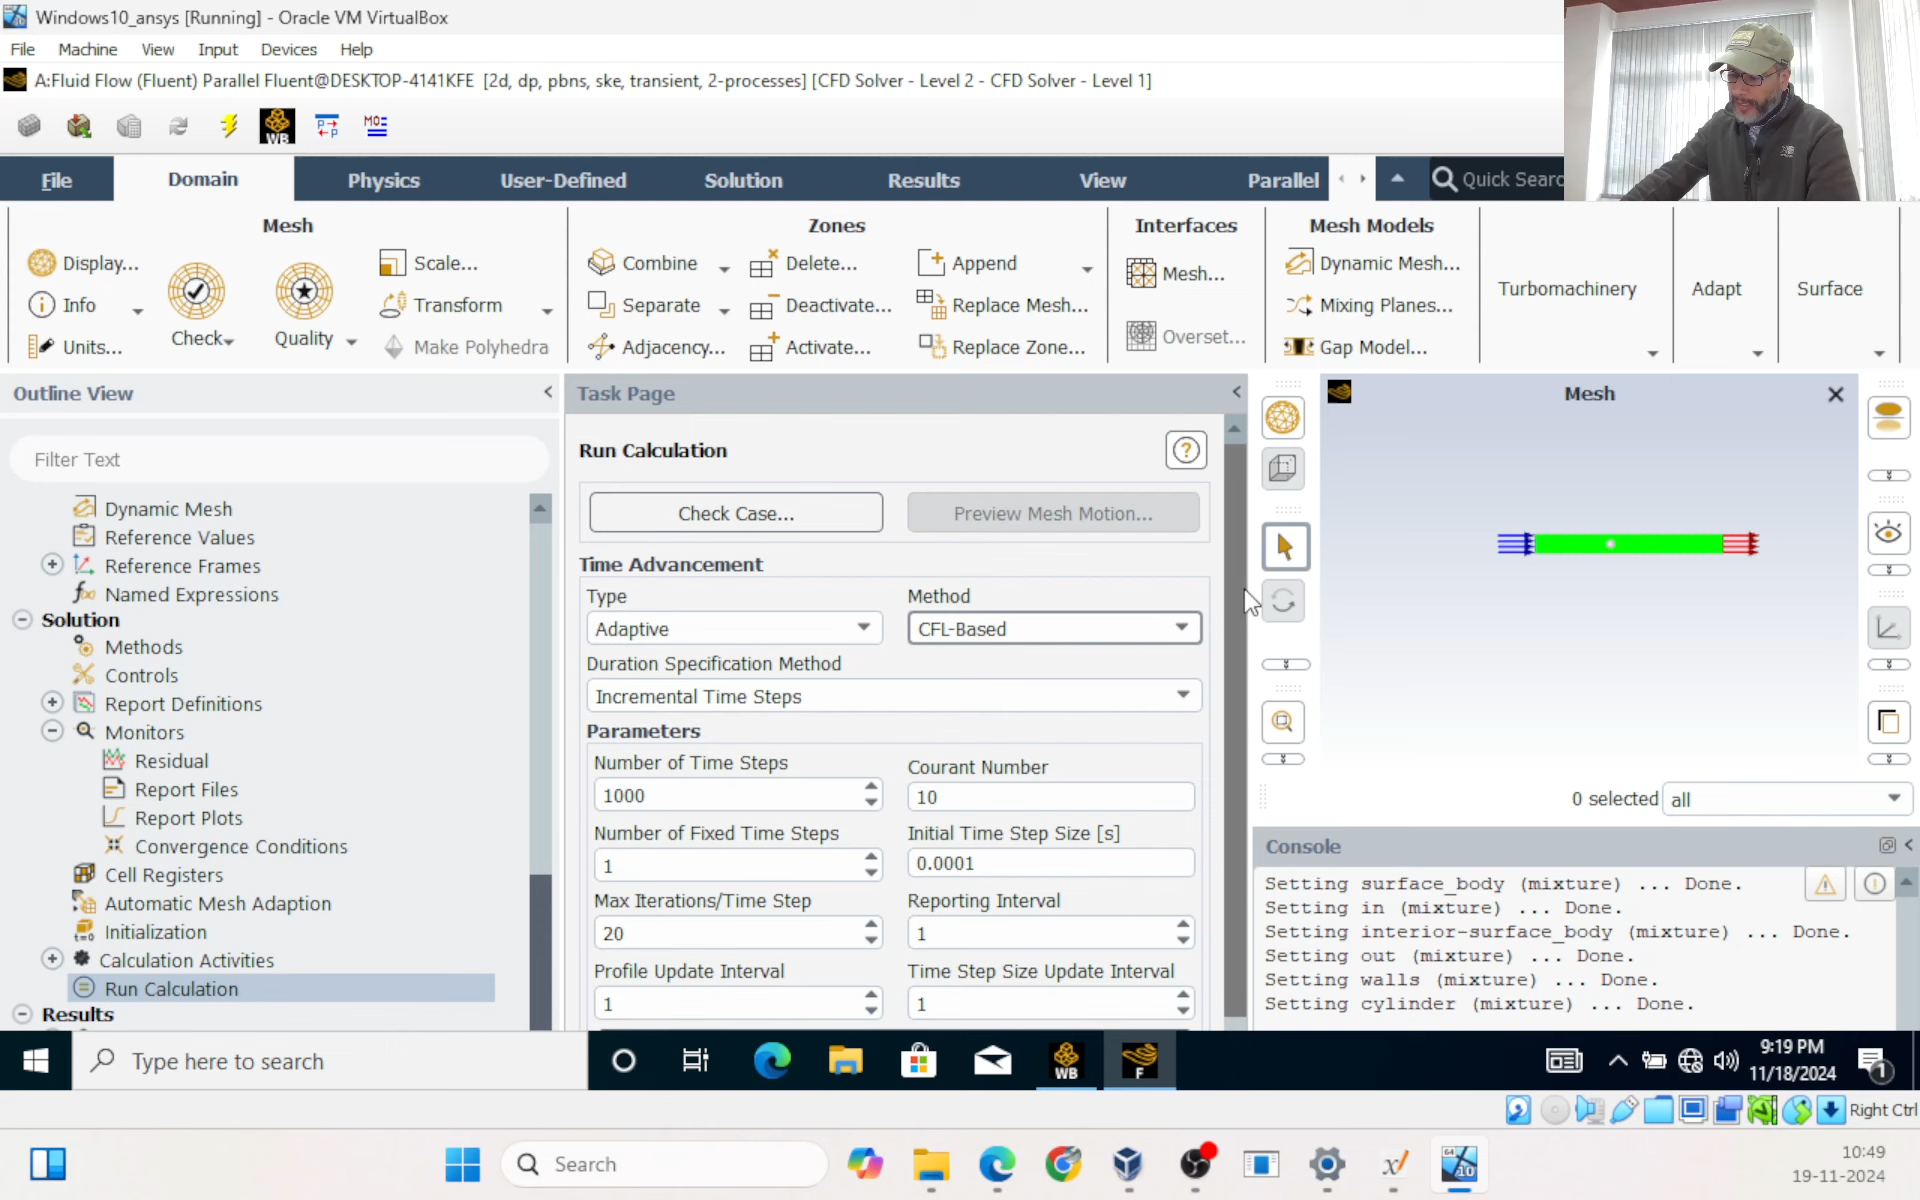 Windows10_ansys [Running] - Oracle VM VirtualBox
File Machine View Input Devices Help
A:Fluid Flow (Fluent) Parallel Fluent@DESKTOP-4141KFE [2d, dp, pbns, ske, transient, 2-processes] [CFD Solver - Level 2 - CFD Solver - Level 1]
WB
File Domain Physics User-Defined Solution Results View Parallel Quick Searc
Mesh Zones Interfaces Mesh Models
Display... Scale... Combine Delete... Append Mesh... Dynamic Mesh...
Info Transform Separate Deactivate... Replace Mesh... Mixing Planes...
Check Quality Turbomachinery Adapt Surface
Units... Make Polyhedra Adjacency... Activate... Replace Zone... Overset... Gap Model...
Outline View
Filter Text
Dynamic Mesh
Reference Values
Reference Frames
Named Expressions
Solution
Methods
Controls
Report Definitions
Monitors
Residual
Report Files
Report Plots
Convergence Conditions
Cell Registers
Automatic Mesh Adaption
Initialization
Calculation Activities
Run Calculation
Results
Task Page
Run Calculation
Check Case... Preview Mesh Motion...
Time Advancement
Type Method
Adaptive CFL-Based
Duration Specification Method
Incremental Time Steps
Parameters
Number of Time Steps Courant Number
1000 10
Number of Fixed Time Steps Initial Time Step Size [s]
1 0.0001
Max Iterations/Time Step Reporting Interval
20 1
Profile Update Interval Time Step Size Update Interval
1 1
Mesh
0 selected all
Console
Setting surface_body (mixture) ... Done.
Setting in (mixture) ... Done.
Setting interior-surface_body (mixture) ... Done.
Setting out (mixture) ... Done.
Setting walls (mixture) ... Done.
Setting cylinder (mixture) ... Done.
Type here to search
WB F
9:19 PM
11/18/2024
1
Right Ctrl
Search
10:49
19-11-2024